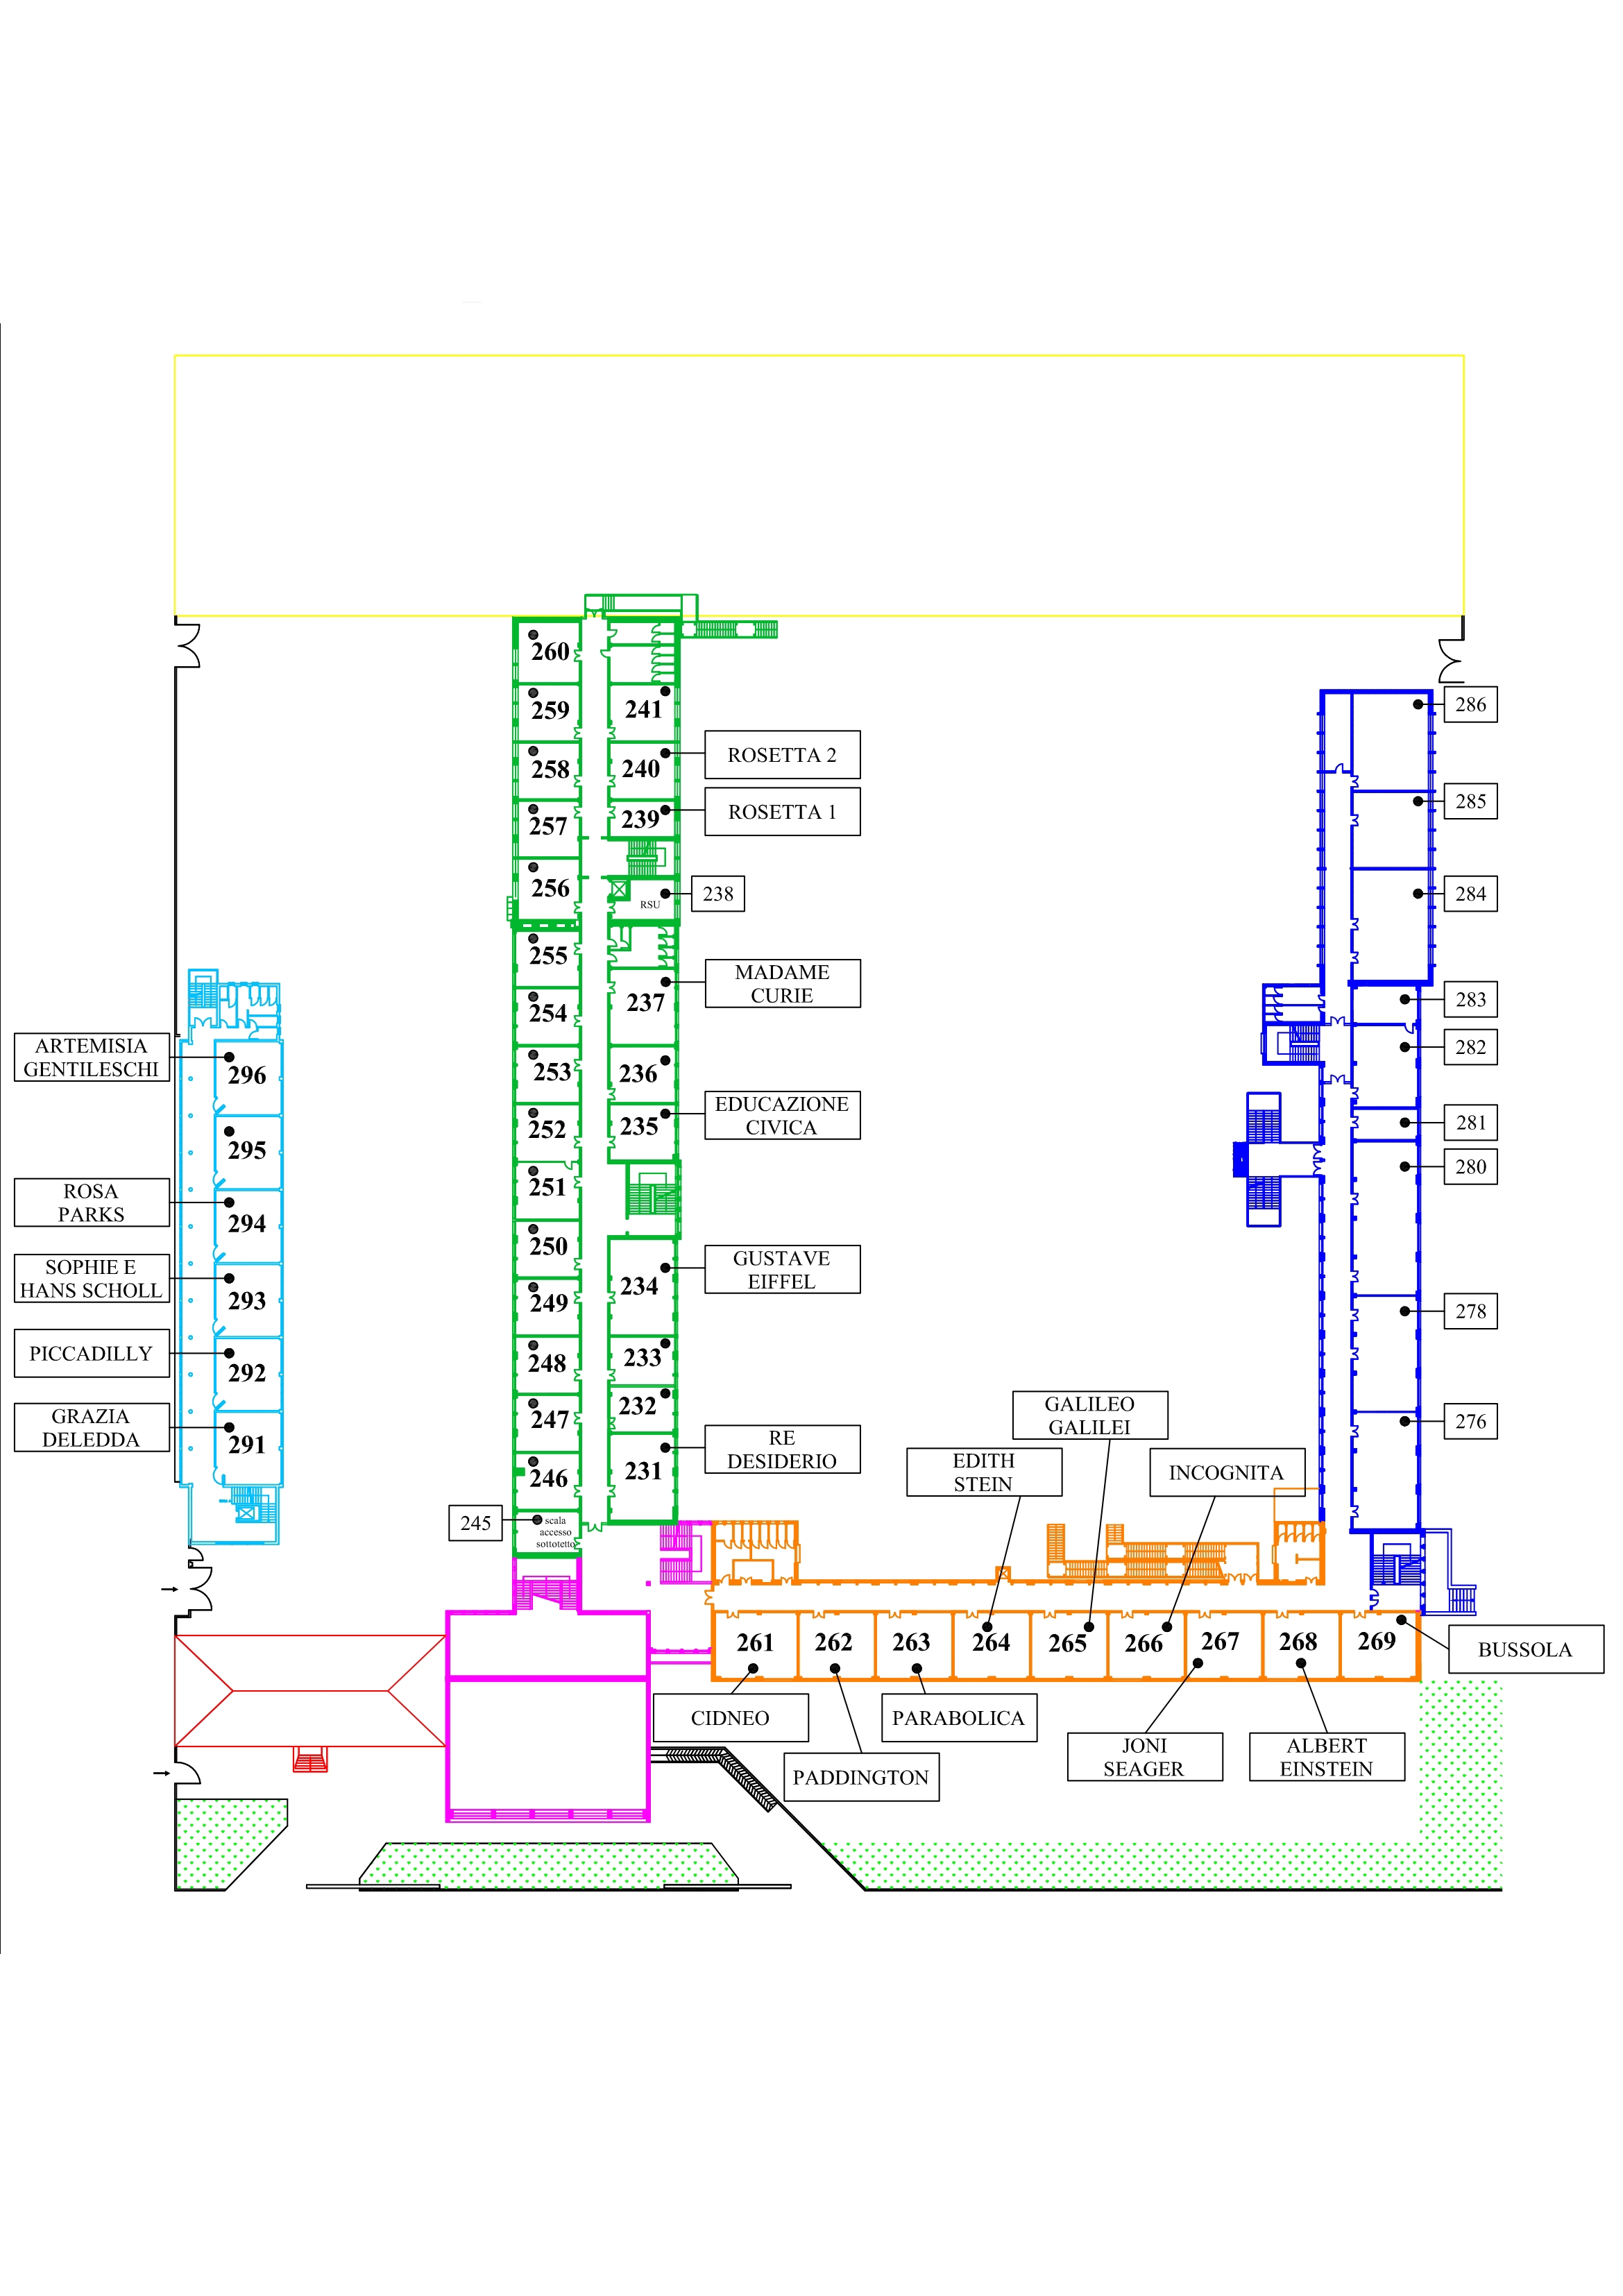 260
259
241
258
240
ROSETTA 2
257
239
ROSETTA 1
256
RSU
238
255
254
237
MADAME
CURIE
253
236
252
235
EDUCAZIONE
CIVICA
251
250
234
GUSTAVE
EIFFEL
249
248
233
247
232
246
231
RE
DESIDERIO
245
scala
accesso
sottotetto
ARTEMISIA
GENTILESCHI
296
295
ROSA
PARKS
294
SOPHIE E
HANS SCHOLL
293
PICCADILLY
292
GRAZIA
DELEDDA
291
286
285
284
283
282
281
280
278
276
GALILEO
GALILEI
EDITH
STEIN
INCOGNITA
261
262
263
264
265
266
267
268
269
BUSSOLA
CIDNEO
PARABOLICA
PADDINGTON
JONI
SEAGER
ALBERT
EINSTEIN